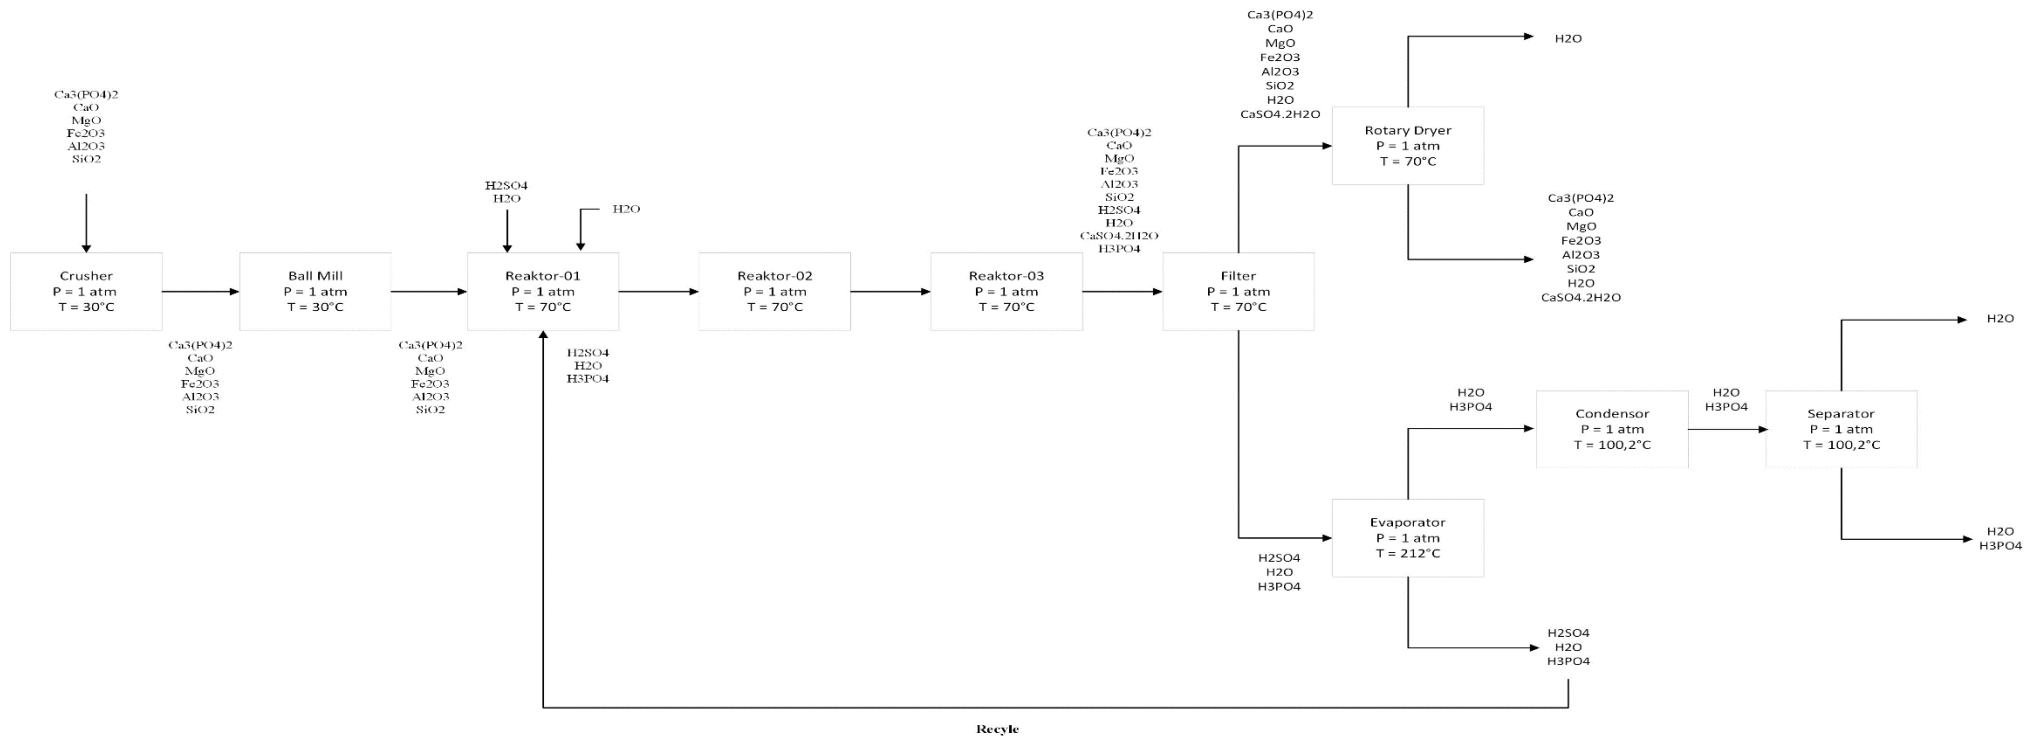 Ca3(PO4)2
CaO
MgO
Fe2O3
Al2O3
SiO2
Crusher
P = 1 atm
T = 30°C
Ca3(PO4)2
CaO
MgO
Fe2O3
Al2O3
SiO2
Ball Mill
P = 1 atm
T = 30°C
Ca3(PO4)2
CaO
MgO
Fe2O3
Al2O3
SiO2
H2SO4
H2O
H2O
Reaktor-01
P = 1 atm
T = 70°C
H2SO4
H2O
H3PO4
Reaktor-02
P = 1 atm
T = 70°C
Reaktor-03
P = 1 atm
T = 70°C
Ca3(PO4)2
CaO
MgO
Fe2O3
Al2O3
SiO2
H2SO4
H2O
CaSO4.2H2O
H3PO4
Filter
P = 1 atm
T = 70°C
Ca3(PO4)2
CaO
MgO
Fe2O3
Al2O3
SiO2
H2O
CaSO4.2H2O
Rotary Dryer
P = 1 atm
T = 70°C
H2O
Ca3(PO4)2
CaO
MgO
Fe2O3
Al2O3
SiO2
H2O
CaSO4.2H2O
H2SO4
H2O
H3PO4
Evaporator
P = 1 atm
T = 212°C
H2O
H3PO4
Condensor
P = 1 atm
T = 100,2°C
H2O
H3PO4
Separator
P = 1 atm
T = 100,2°C
H2O
H2O
H3PO4
H2SO4
H2O
H3PO4
Recyle